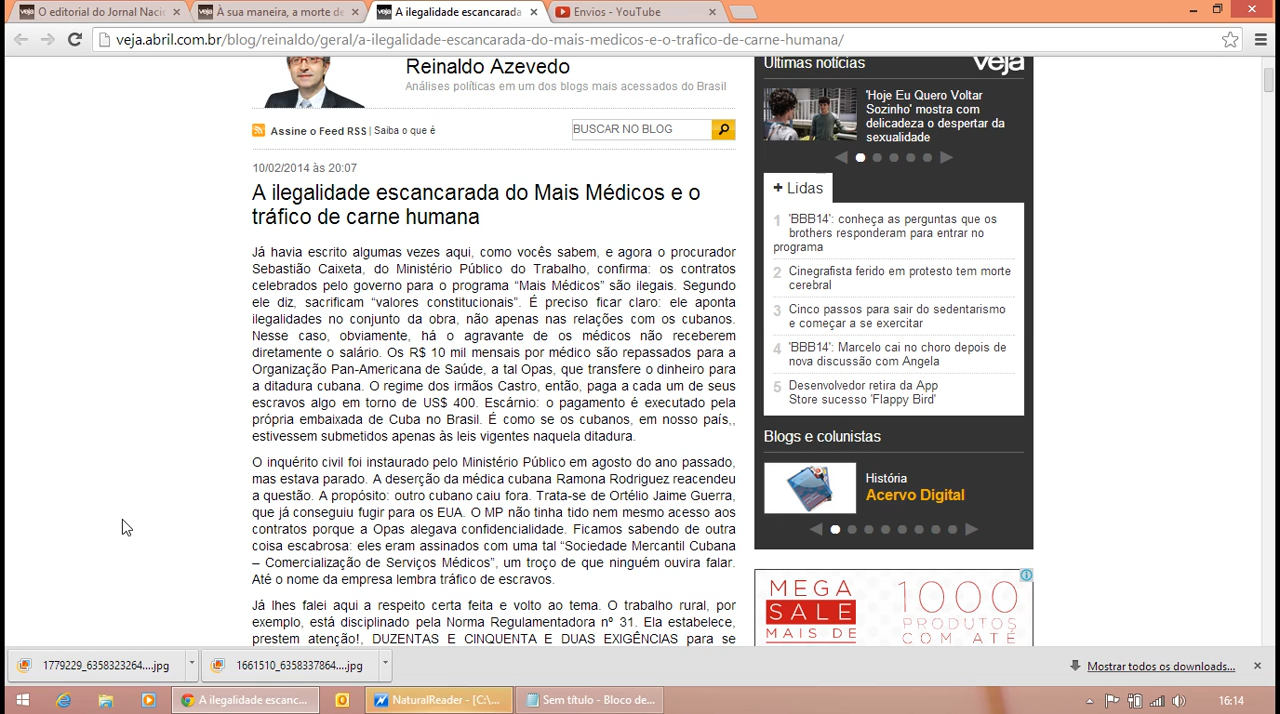 O editorial do Jornal Naci
À sua maneira, a morte de
A ilegalidade escancarada
Envios - YouTube
veja.abril.com.br/blog/reinaldo/geral/a-ilegalidade-escancarada-do-mais-medicos-e-o-trafico-de-carne-humana/
Reinaldo Azevedo
Análises políticas em um dos blogs mais acessados do Brasil
Assine o Feed RSS | Saiba o que é
BUSCAR NO BLOG
10/02/2014 às 20:07
A ilegalidade escancarada do Mais Médicos e o
tráfico de carne humana
Já havia escrito algumas vezes aqui, como vocês sabem, e agora o procurador
Sebastião Caixeta, do Ministério Público do Trabalho, confirma: os contratos
celebrados pelo governo para o programa “Mais Médicos” são ilegais. Segundo
ele diz, sacrificam “valores constitucionais”. É preciso ficar claro: ele aponta
ilegalidades no conjunto da obra, não apenas nas relações com os cubanos.
Nesse caso, obviamente, há o agravante de os médicos não receberem
diretamente o salário. Os R$ 10 mil mensais por médico são repassados para a
Organização Pan-Americana de Saúde, a tal Opas, que transfere o dinheiro para
a ditadura cubana. O regime dos irmãos Castro, então, paga a cada um de seus
escravos algo em torno de US$ 400. Escárnio: o pagamento é executado pela
própria embaixada de Cuba no Brasil. É como se os cubanos, em nosso país,,
estivessem submetidos apenas às leis vigentes naquela ditadura.
O inquérito civil foi instaurado pelo Ministério Público em agosto do ano passado,
mas estava parado. A deserção da médica cubana Ramona Rodriguez reacendeu
a questão. A propósito: outro cubano caiu fora. Trata-se de Ortélio Jaime Guerra,
que já conseguiu fugir para os EUA. O MP não tinha tido nem mesmo acesso aos
contratos porque a Opas alegava confidencialidade. Ficamos sabendo de outra
coisa escabrosa: eles eram assinados com uma tal “Sociedade Mercantil Cubana
– Comercialização de Serviços Médicos”, um troço de que ninguém ouvira falar.
Até o nome da empresa lembra tráfico de escravos.
Já lhes falei aqui a respeito certa feita e volto ao tema. O trabalho rural, por
exemplo, está disciplinado pela Norma Regulamentadora nº 31. Ela estabelece,
prestem atenção!, DUZENTAS E CINQUENTA E DUAS EXIGÊNCIAS para se
Últimas notícias
veja
'Hoje Eu Quero Voltar
Sozinho' mostra com
delicadeza o despertar da
sexualidade
+ Lidas
1 'BBB14': conheça as perguntas que os
brothers responderam para entrar no
programa
2 Cinegrafista ferido em protesto tem morte
cerebral
3 Cinco passos para sair do sedentarismo
e começar a se exercitar
4 'BBB14': Marcelo cai no choro depois de
nova discussão com Angela
5 Desenvolvedor retira da App
Store sucesso 'Flappy Bird'
Blogs e colunistas
História
Acervo Digital
MEGA
SALE
MAIS DE
1000
PRODUTOS
COM ATÉ
1779229_6358323264....jpg
1661510_6358337864....jpg
Mostrar todos os downloads...
A ilegalidade escanc...
NaturalReader - [C:\...
Sem título - Bloco de...
16:14